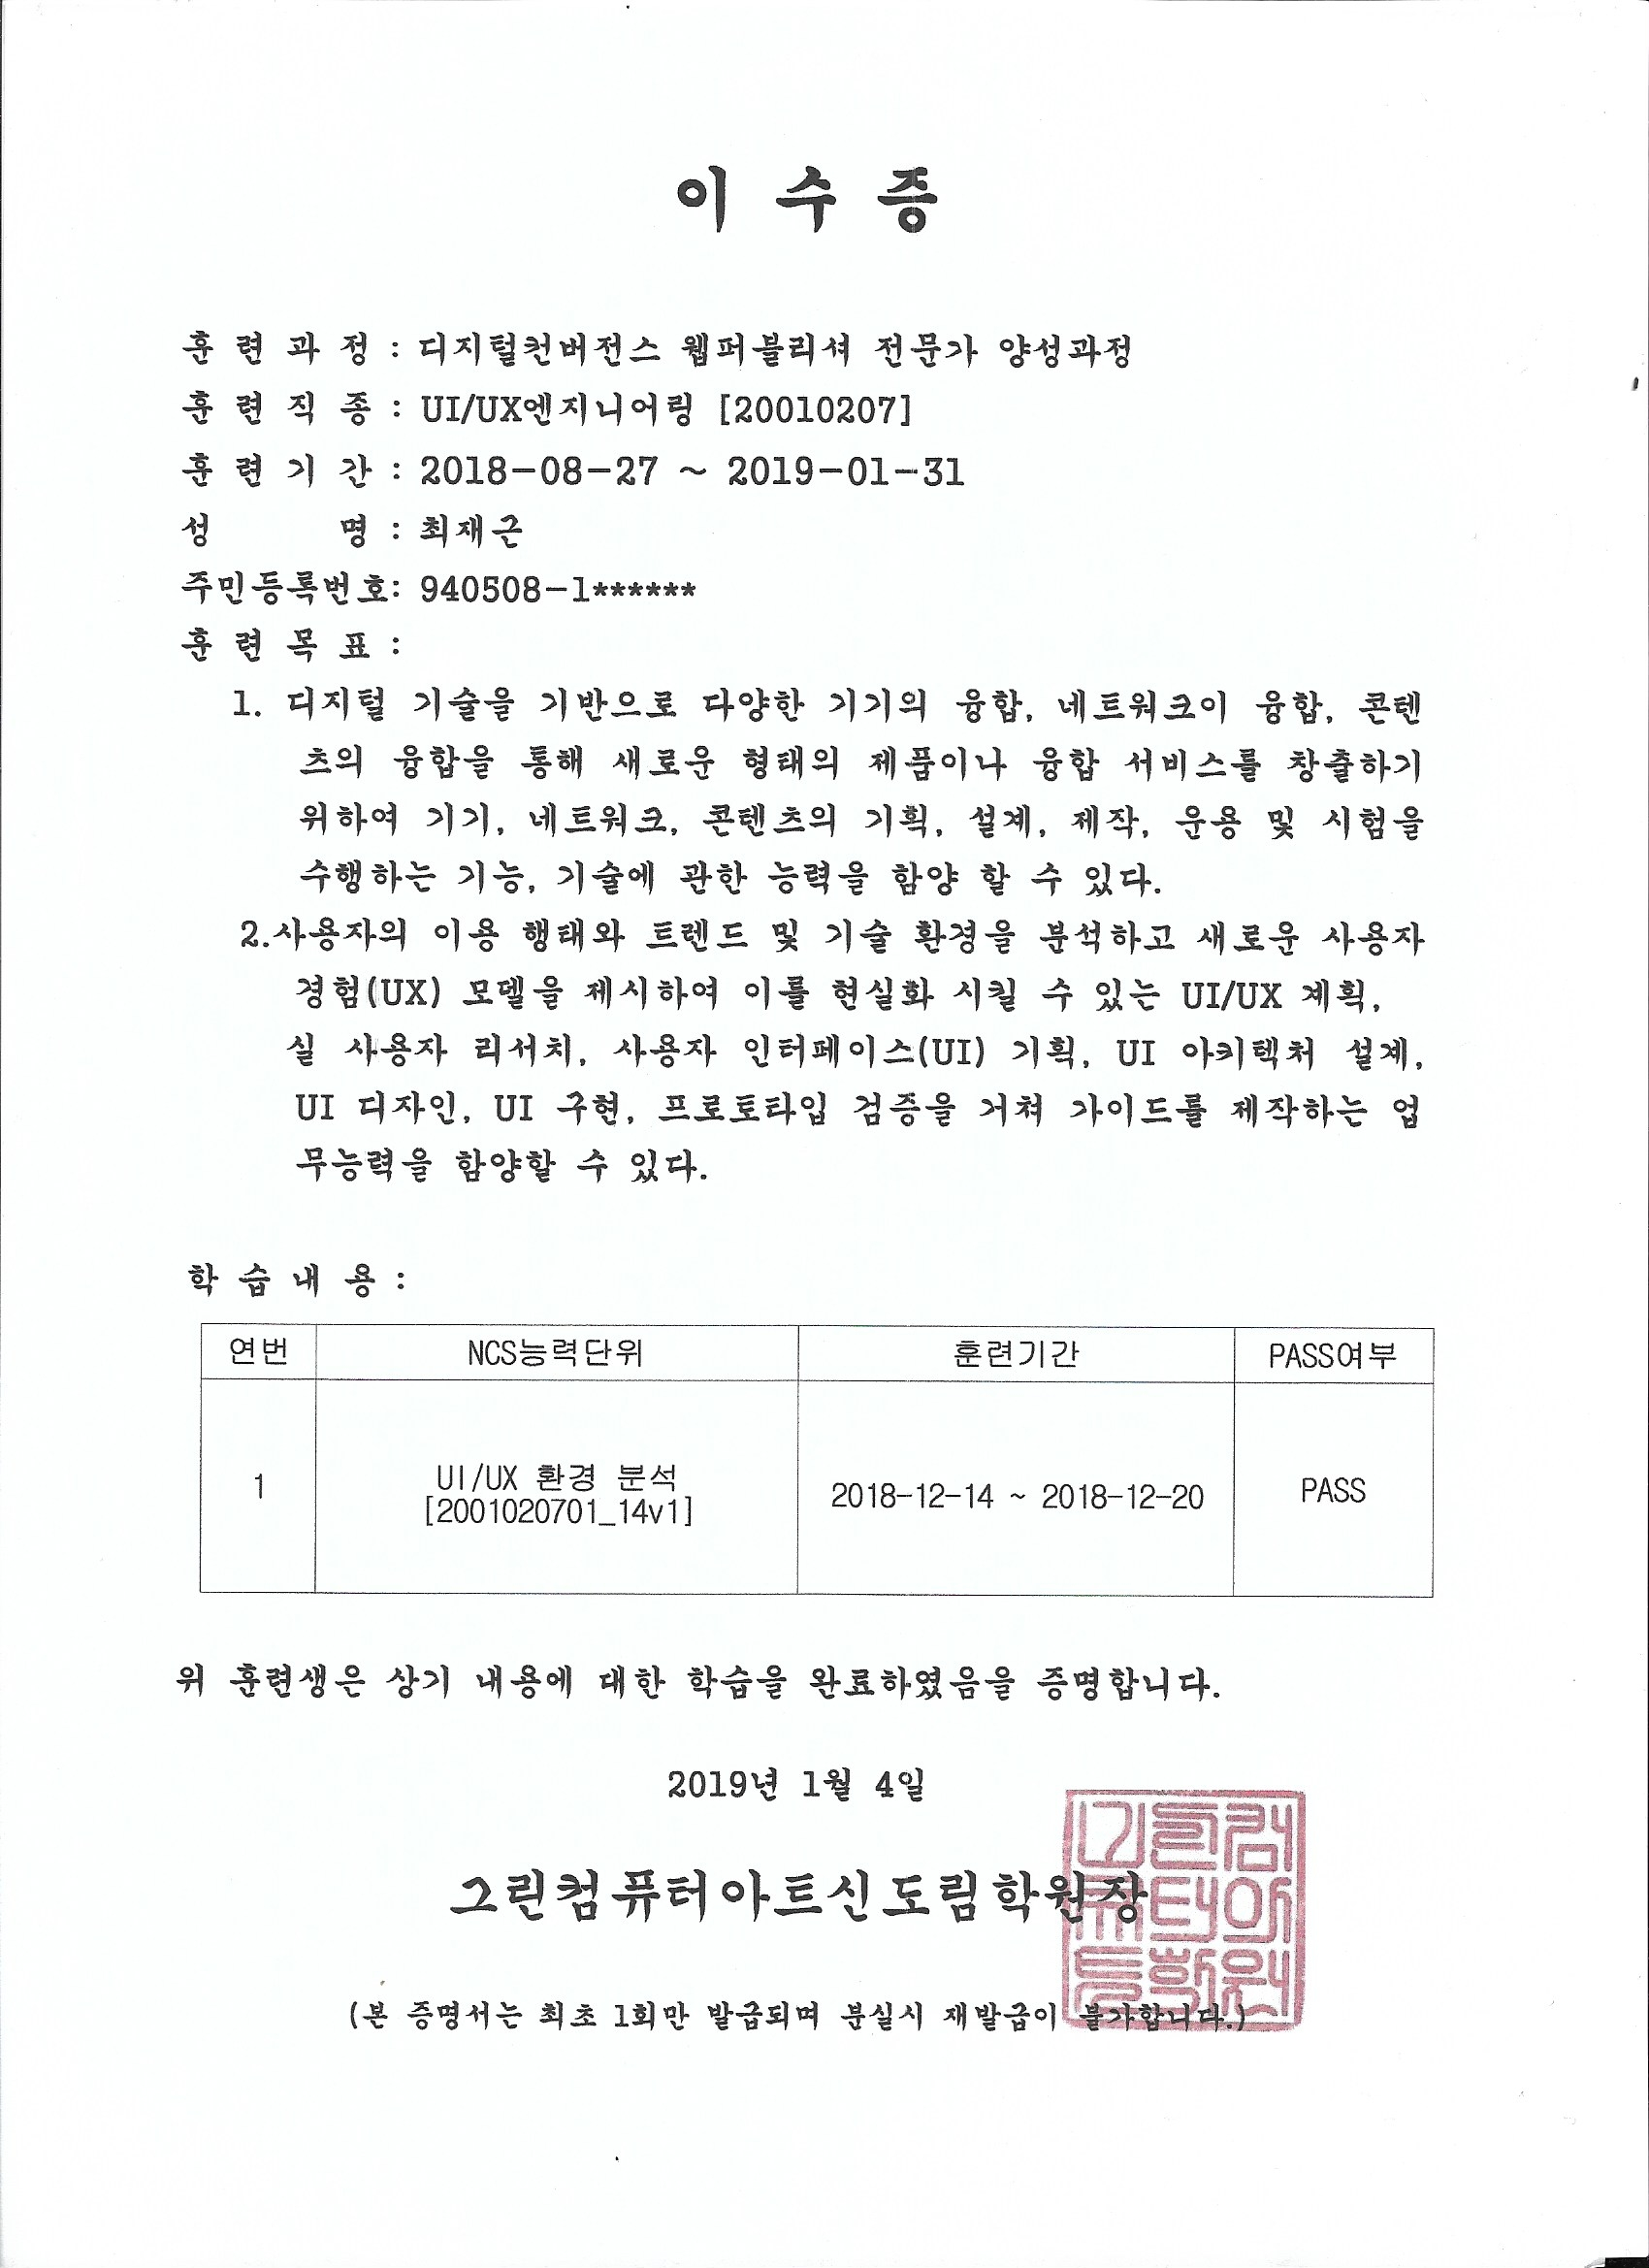 이 수 증
훈 련 과 정 : 디지털컨버전스 웹퍼블리셔 전문가 양성과정
훈 련 직 종 : UI/UX엔지니어링 [20010207]
훈 련 기 간 : 2018-08-27 ~ 2019-01-31
성 명 : 최재근
주민등록번호: 940508-1******
훈 련 목 표 :
1. 디지털 기술을 기반으로 다양한 기기의 융합, 네트워크이 융합, 콘텐
츠의 융합을 통해 새로운 형태의 제품이나 융합 서비스를 창출하기
위하여 기기, 네트워크, 콘텐츠의 기획, 설계, 제작, 운용 및 시험을
수행하는 기능, 기술에 관한 능력을 함양 할 수 있다.
2.사용자의 이용 행태와 트렌드 및 기술 환경을 분석하고 새로운 사용자
경험(UX) 모델을 제시하여 이를 현실화 시킬 수 있는 UI/UX 계획,
실 사용자 리서치, 사용자 인터페이스(UI) 기획, UI 아키텍처 설계,
UI 디자인, UI 구현, 프로토타입 검증을 거쳐 가이드를 제작하는 업
무능력을 함양할 수 있다.
학 습 내 용 :
연번 NCS능력단위 훈련기간 PASS여부
1 UI/UX 환경 분석 2018-12-14 ~ 2018-12-20 PASS
[2001020701_14v1]
위 훈련생은 상기 내용에 대한 학습을 완료하였음을 증명합니다.
2019년 1월 4일
그린컴퓨터아트신도림학원장
(본 증명서는 최초 1회만 발급되며 분실시 재발급이 불가합니다.)